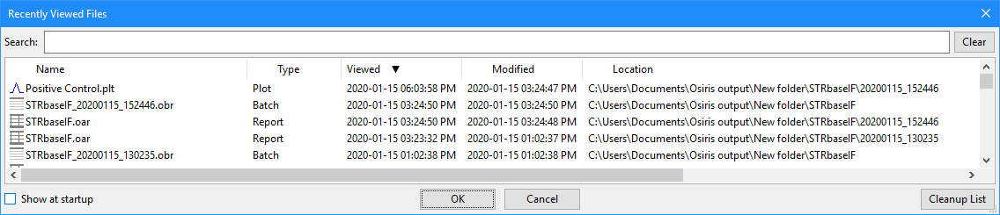 Recently Viewed Files
Search: Clear
Name Type Viewed ▼ Modified Location
Positive Control.plt Plot 2020-01-15 06:03:58 PM 2020-01-15 03:24:47 PM C:\Users\Documents\Osiris output\New folder\STRbaseIF\20200115_152446
STRbaseIF_20200115_152446.obr Batch 2020-01-15 03:24:50 PM 2020-01-15 03:24:50 PM C:\Users\Documents\Osiris output\New folder\STRbaseIF
STRbaseIF.oar Report 2020-01-15 03:24:50 PM 2020-01-15 03:24:48 PM C:\Users\Documents\Osiris output\New folder\STRbaseIF\20200115_152446
STRbaseIF.oar Report 2020-01-15 03:23:32 PM 2020-01-15 01:02:37 PM C:\Users\Documents\Osiris output\New folder\STRbaseIF\20200115_130235
STRbaseIF_20200115_130235.obr Batch 2020-01-15 01:02:38 PM 2020-01-15 01:02:38 PM C:\Users\Documents\Osiris output\New folder\STRbaseIF
Show at startup OK Cancel Cleanup List